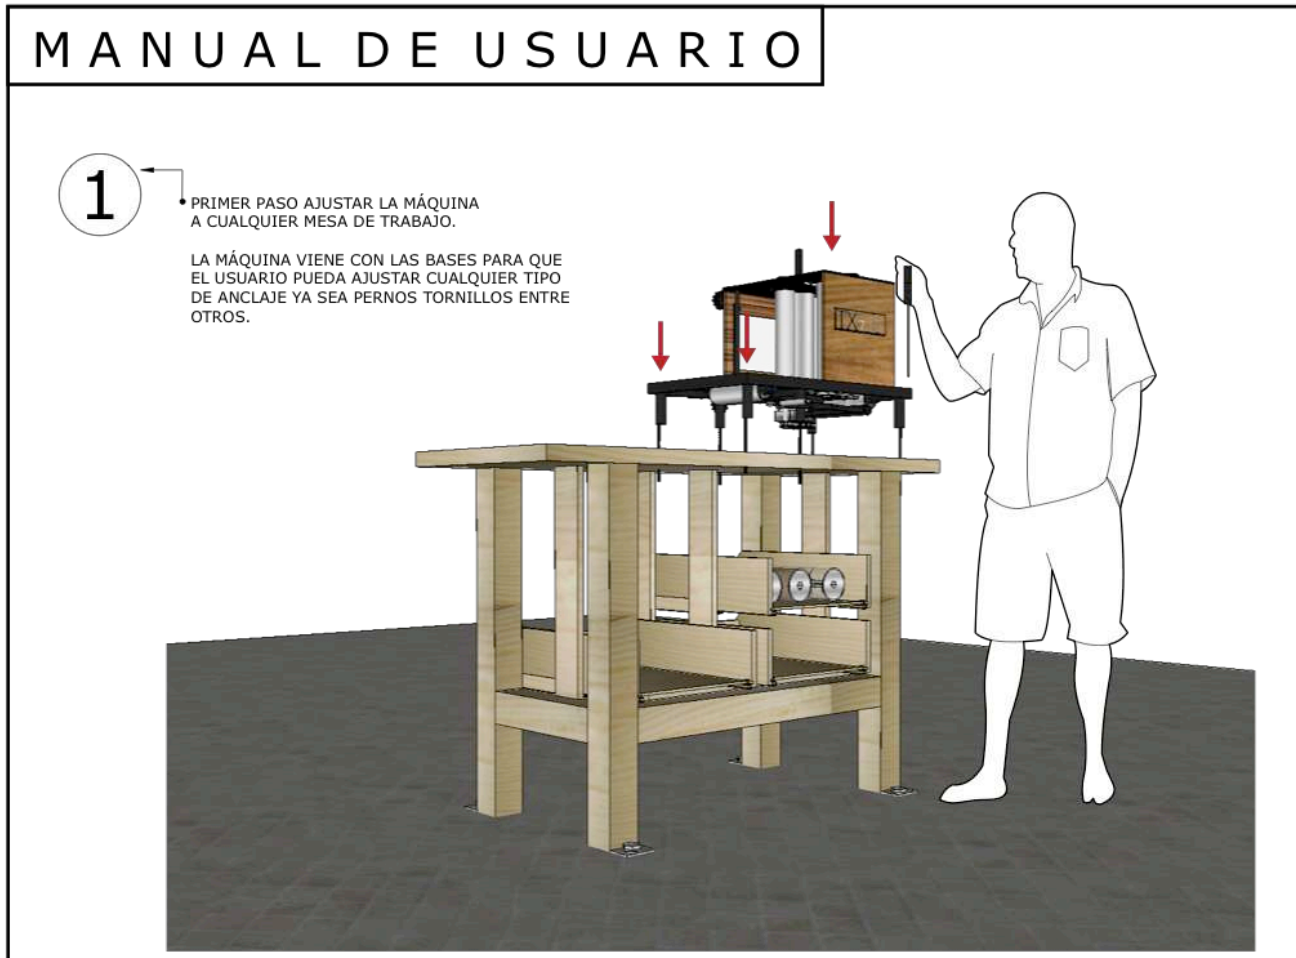 MANUAL DE USUARIO
1
PRIMER PASO AJUSTAR LA MÁQUINA
A CUALQUIER MESA DE TRABAJO.
LA MÁQUINA VIENE CON LAS BASES PARA QUE
EL USUARIO PUEDA AJUSTAR CUALQUIER TIPO
DE ANCLAJE YA SEA PERNOS TORNILLOS ENTRE
OTROS.